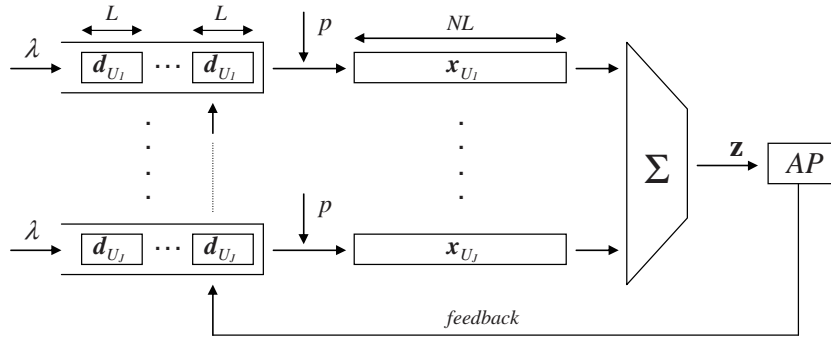 L L
λ d_{U_1} ··· d_{U_1} p NL x_{U_1}
Σ z AP
λ d_{U_J} ··· d_{U_J} p x_{U_J}
feedback